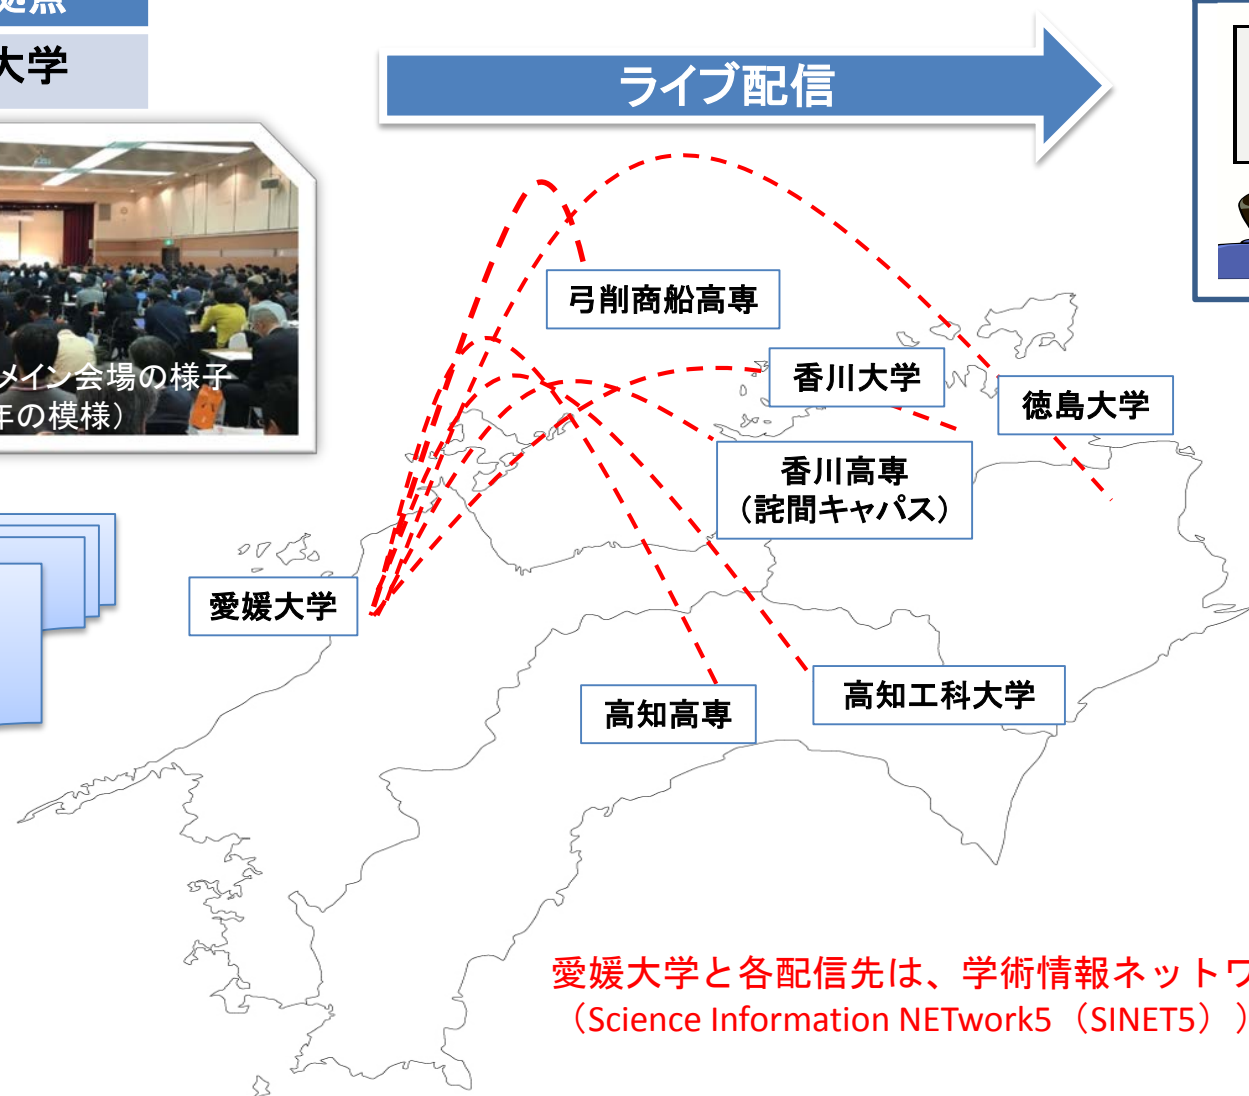 拠点
大学
ライブ配信
メイン会場の様子
年の模様）
弓削商船高専
香川大学
徳島大学
香川高専
（詫間キャパス）
愛媛大学
高知高専
高知工科大学
愛媛大学と各配信先は、学術情報ネットワ
（Science Information NETwork5（SINET5））